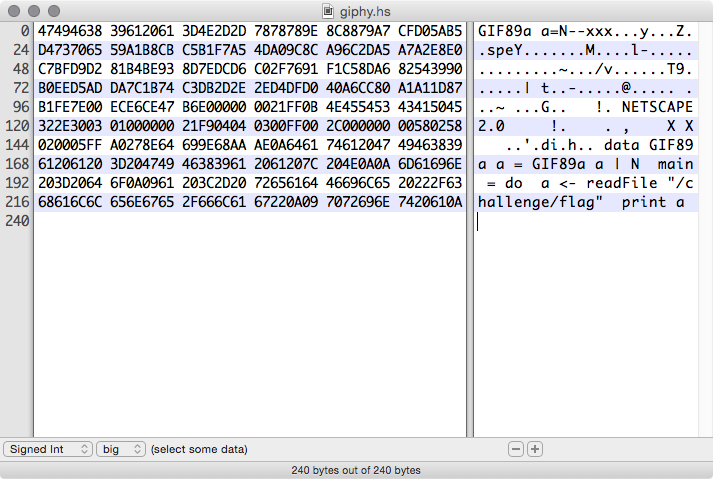 giphy.hs
0 47494638 39612061 3D4E2D2D 7878789E 8C8879A7 CFD05AB5 GIF89a a=N--xxx...y...Z.
24 D4737065 59A1B8CB C5B1F7A5 4DA09C8C A96C2DA5 A7A2E8E0 .speY.......M....l-.....
48 C7BFD9D2 81B4BE93 8D7EDCD6 C02F7691 F1C58DA6 82543990 .........~.../v......T9.
72 B0EED5AD DA7C1B74 C3DB2D2E E2ED4DFD0 40A6CC80 A1A11D87 .....| t..-.....@..... .
96 B1FE7E00 ECE6CE47 B6E00000 0021FF0B 4E455453 43415045 ..~ ...G.. !. NETSCAPE
120 322E3003 01000000 21F90404 0300FF00 2C000000 00580258 2.0 !. . , X X
144 020005FF A0278E64 699E68AA AE0A6461 74612047 49463839 ..'.di.h.. data GIF89
168 61206120 3D204749 46383961 2061207C 204E0A0A 6D61696E a a = GIF89a a | N main
192 203D2064 6F0A0961 203C2D20 72656164 46696C65 20222F63 = do a <- readFile "/c
216 68616C6C 656E6765 2F666C61 67220A09 7072696E 7420610A hallenge/flag" print a
240
Signed Int big (select some data)
240 bytes out of 240 bytes